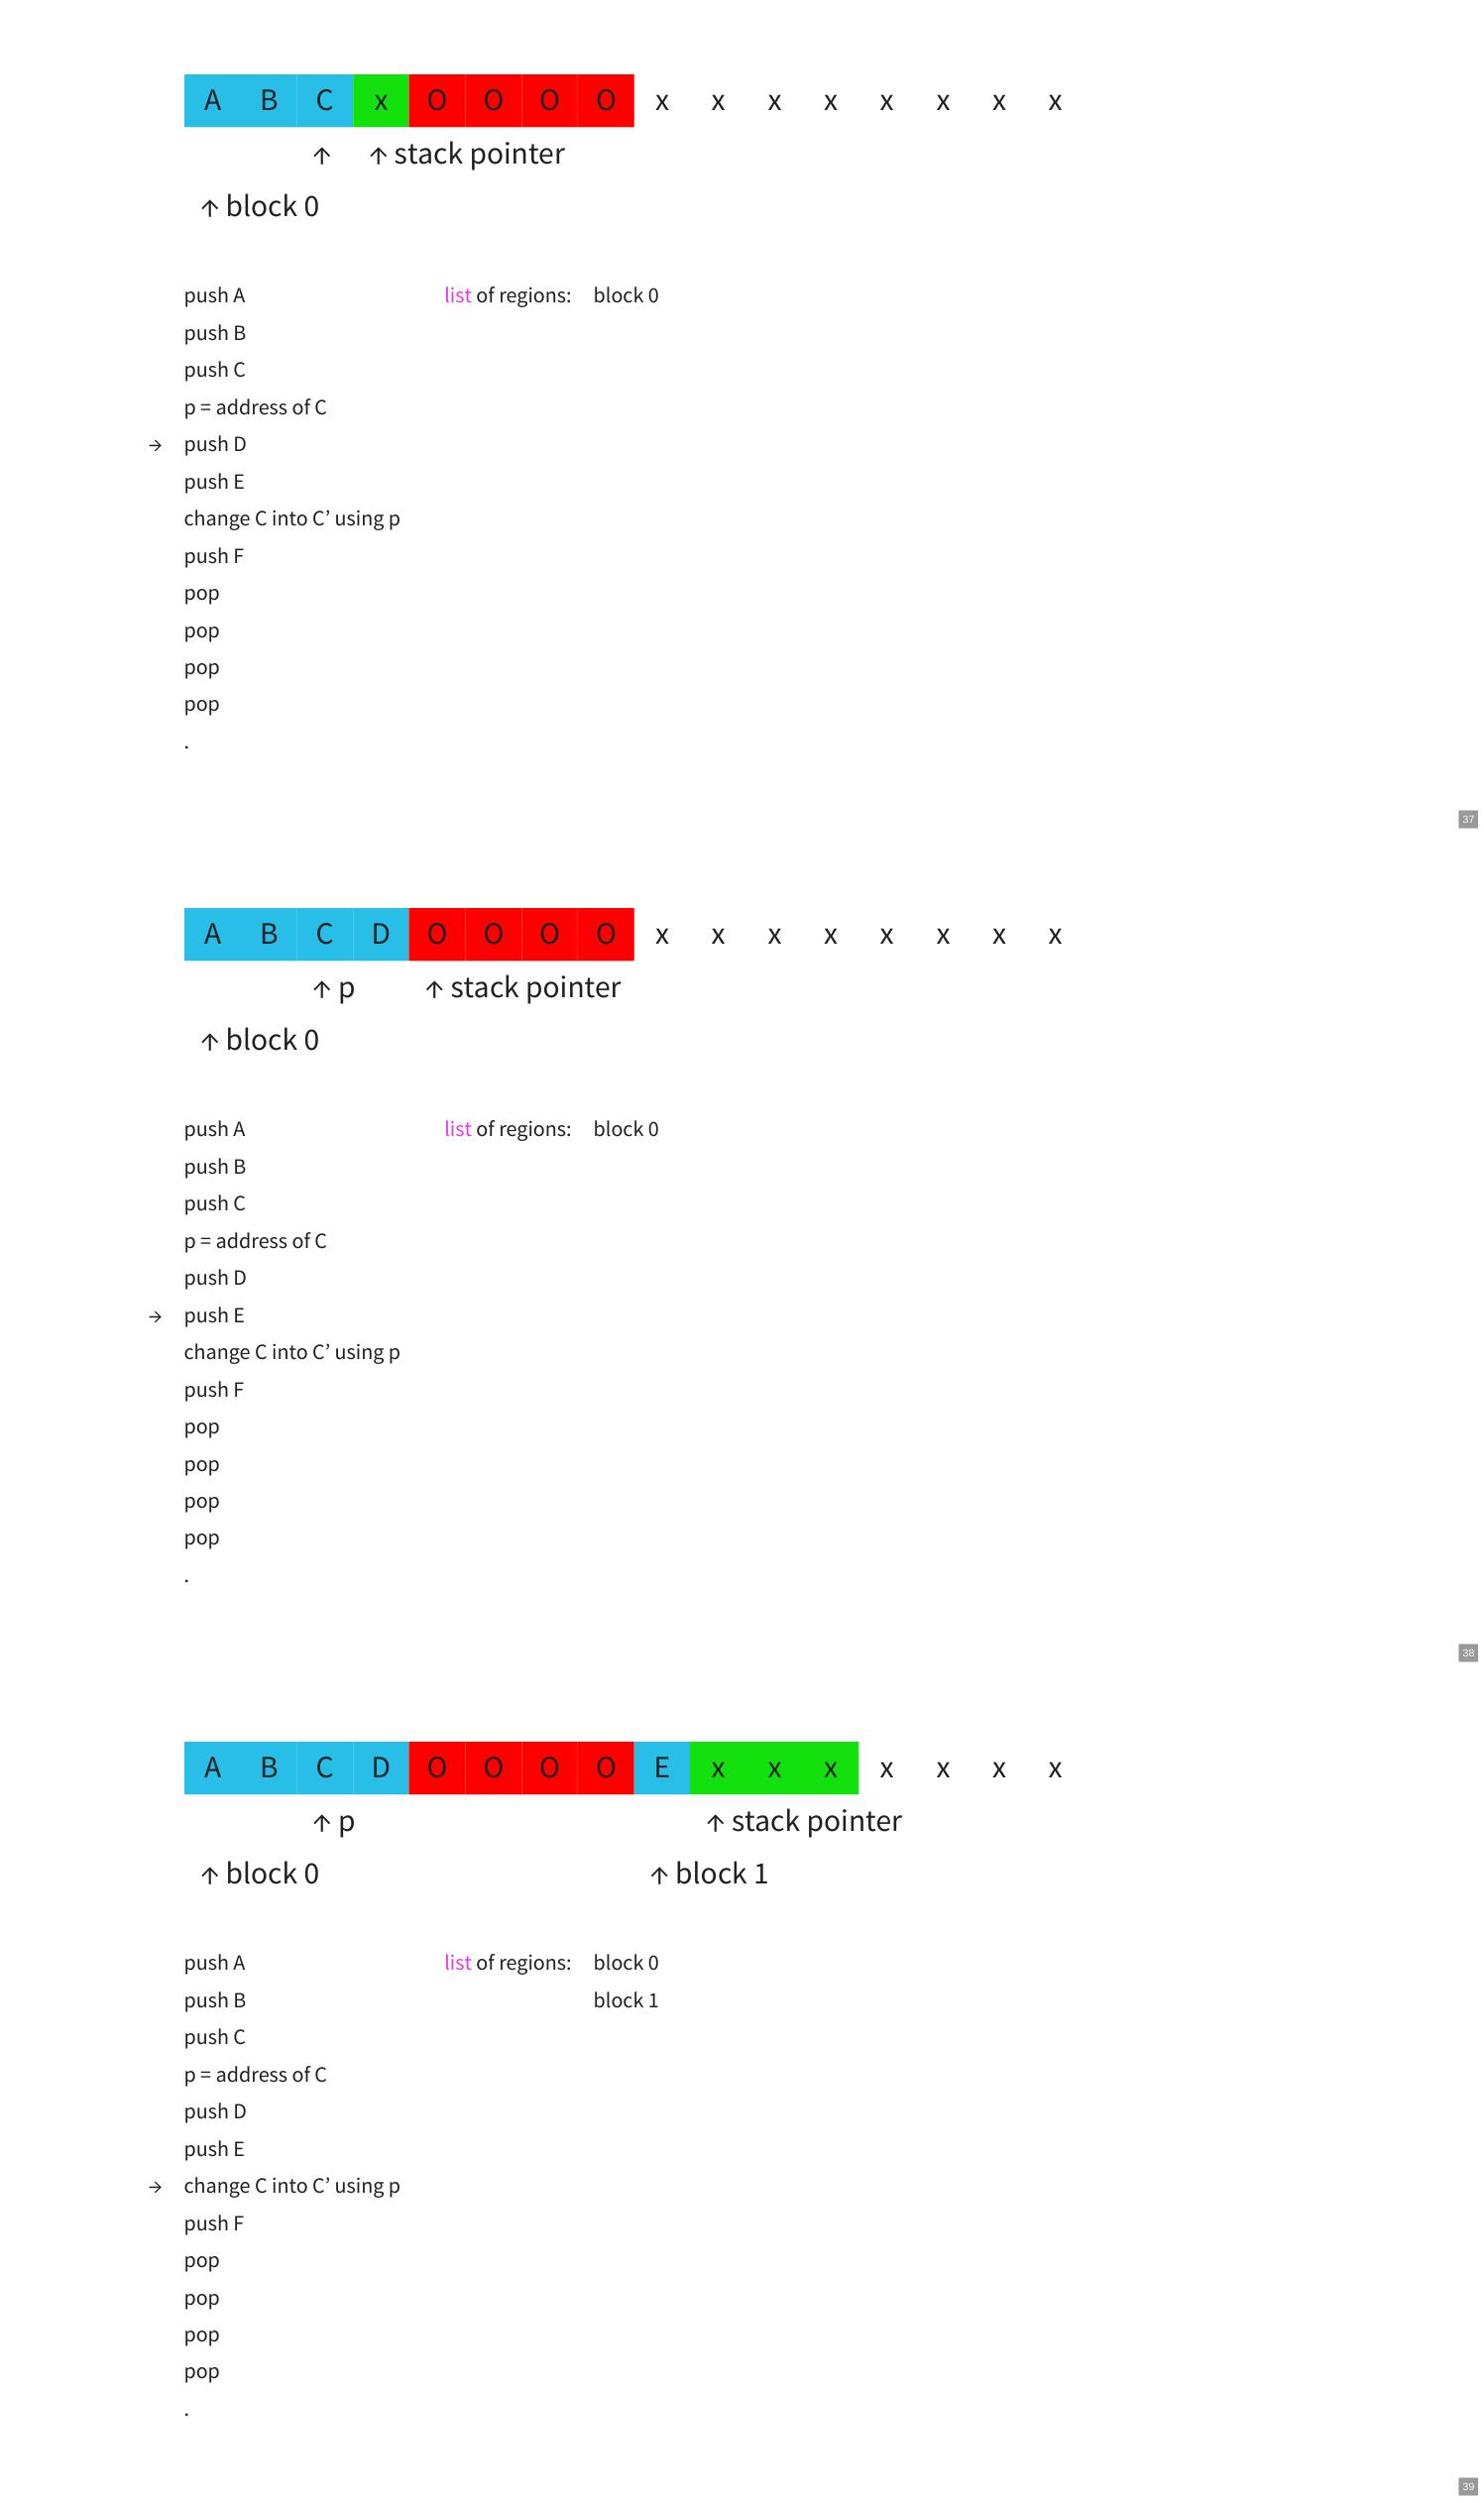 A B C x O O O O x x x x x x x x
↑ ↑ stack pointer
↑ block 0
push A list of regions: block 0
push B
push C
p = address of C
→ push D
push E
change C into C’ using p
push F
pop
pop
pop
pop
.
37
A B C D O O O O x x x x x x x x
↑ p ↑ stack pointer
↑ block 0
push A list of regions: block 0
push B
push C
p = address of C
push D
→ push E
change C into C’ using p
push F
pop
pop
pop
pop
.
38
A B C D O O O O E x x x x x x x
↑ p ↑ stack pointer
↑ block 0 ↑ block 1
push A list of regions: block 0
push B block 1
push C
p = address of C
push D
push E
→ change C into C’ using p
push F
pop
pop
pop
pop
.
39